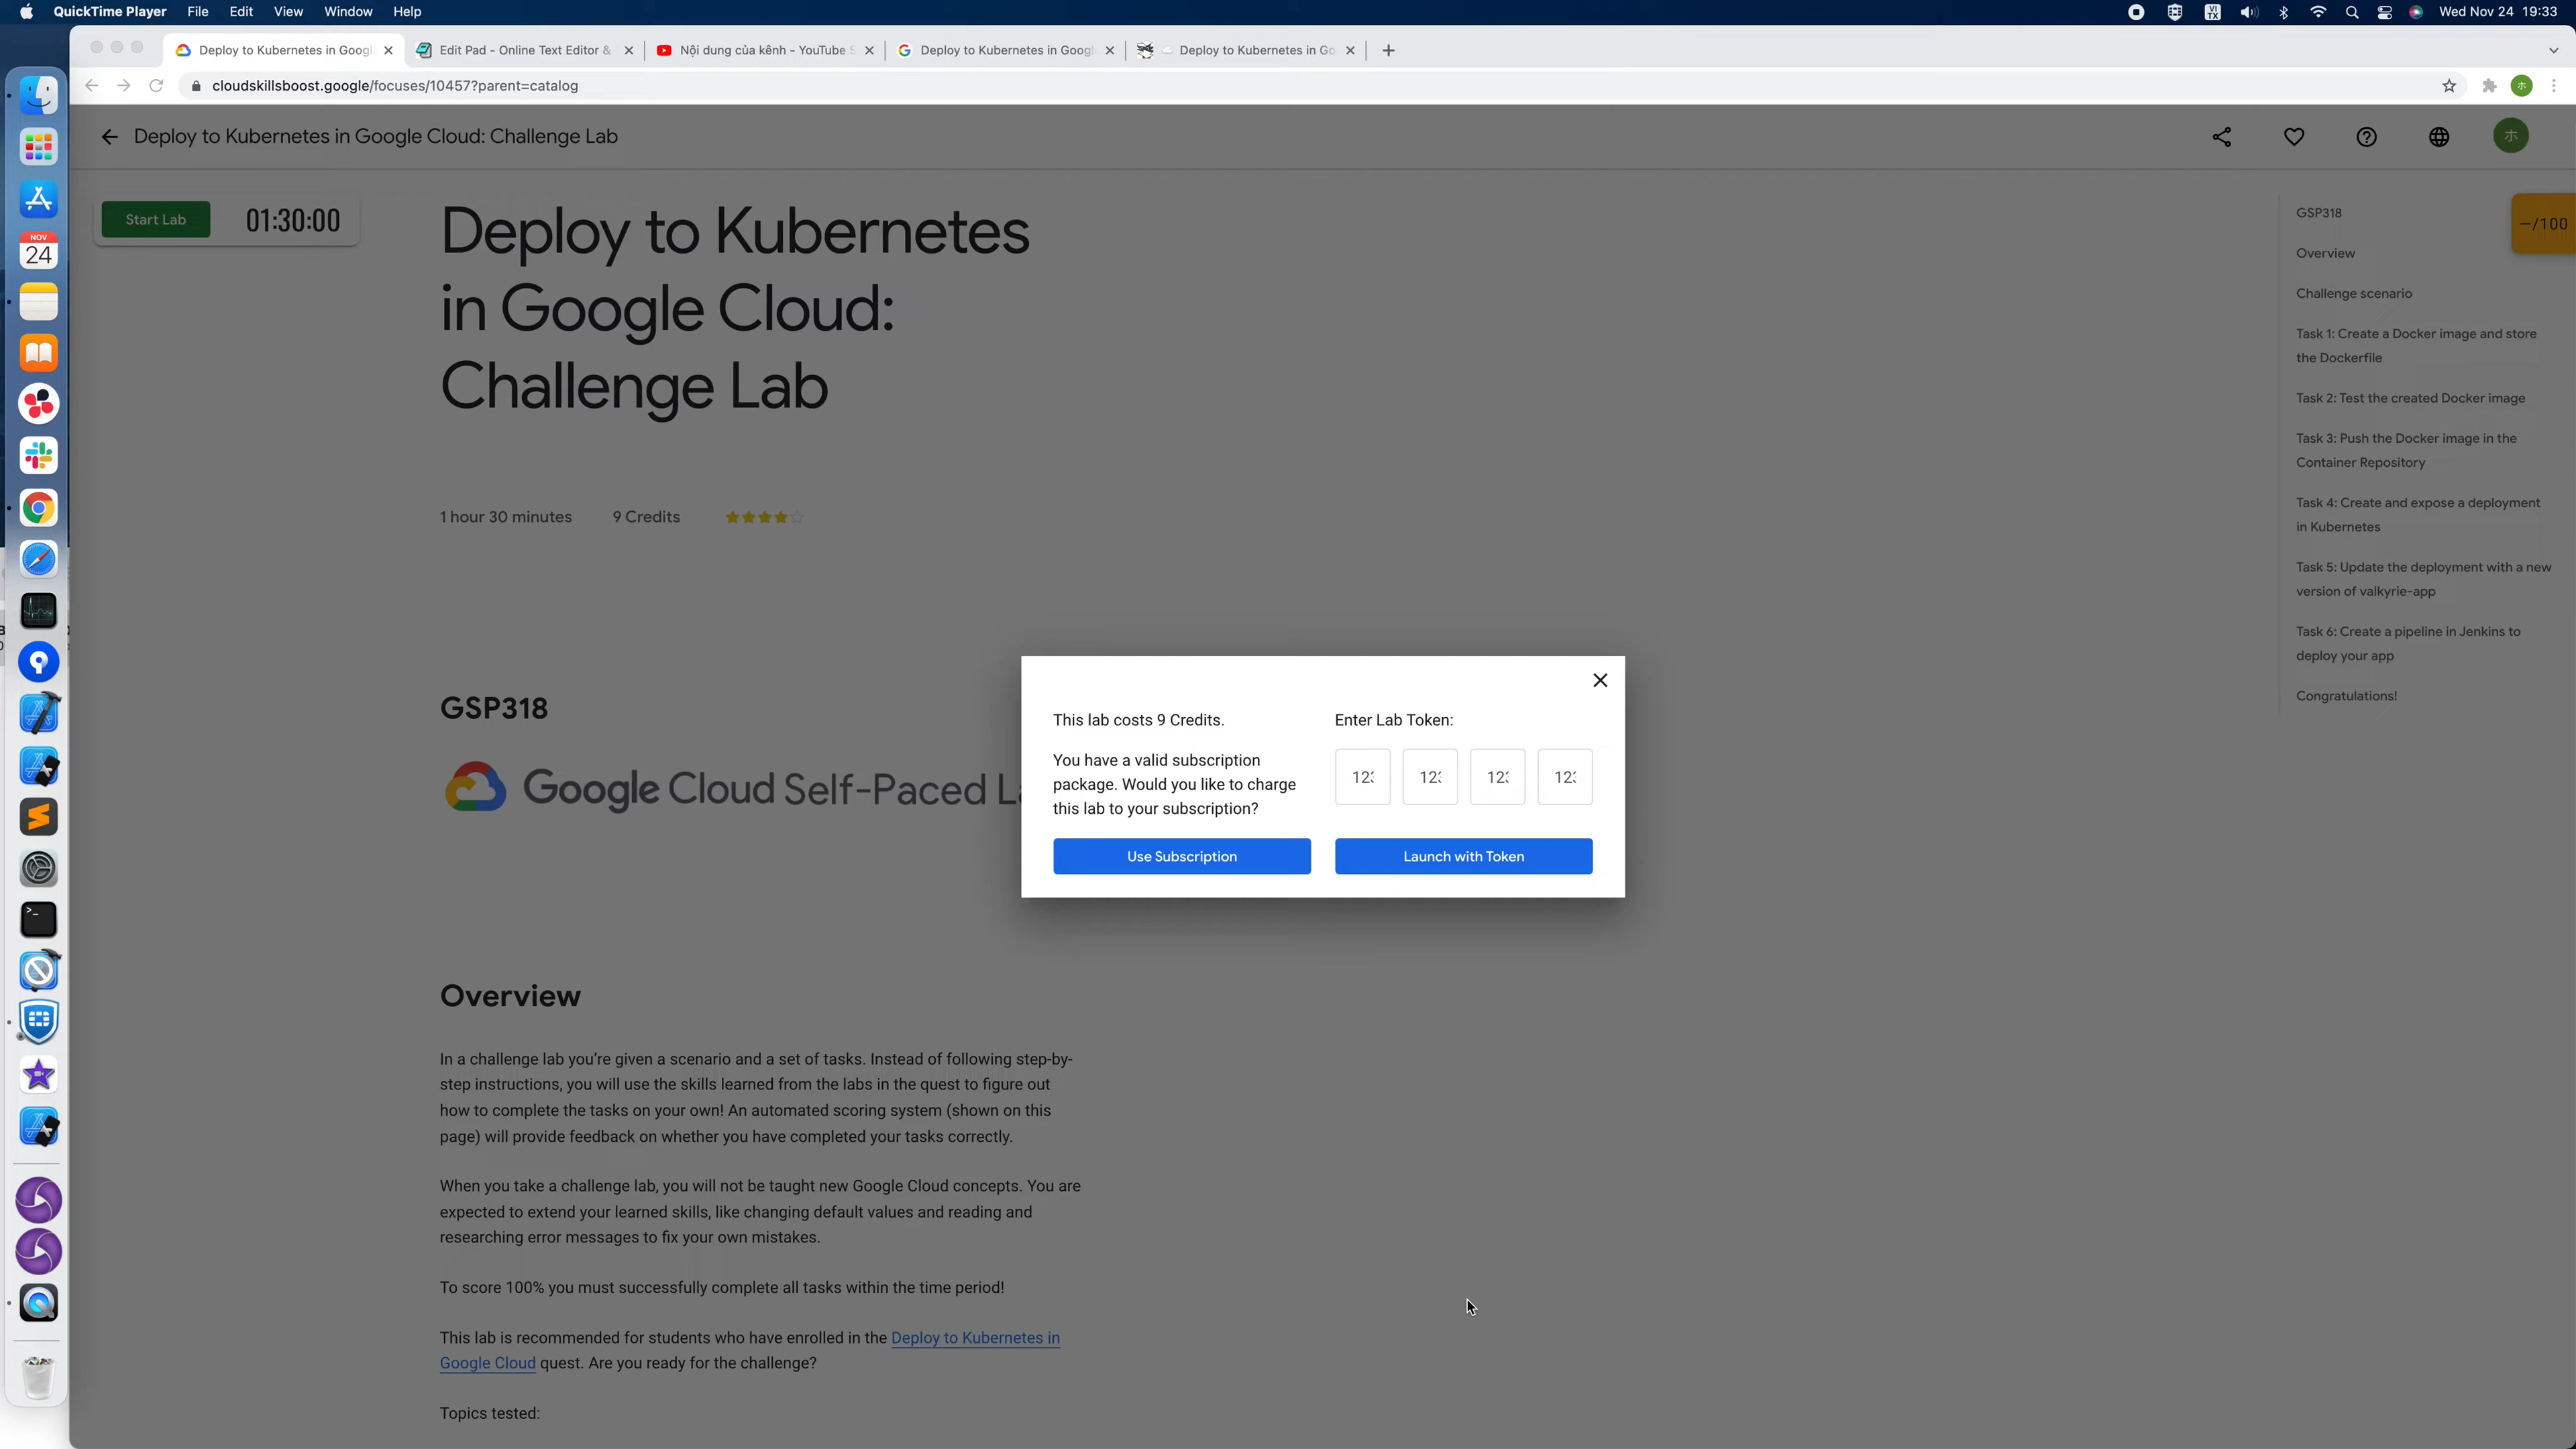 QuickTime Player File Edit View Window Help
Wed Nov 24 19:33
Deploy to Kubernetes in Googl
Edit Pad - Online Text Editor &
Nội dung của kênh - YouTube S
Deploy to Kubernetes in Googl
Deploy to Kubernetes in Go
cloudskillsboost.google/focuses/10457?parent=catalog
ホ
Deploy to Kubernetes in Google Cloud: Challenge Lab
ホ
Start Lab
01:30:00
Deploy to Kubernetes
in Google Cloud:
Challenge Lab
1 hour 30 minutes 9 Credits
GSP318
Google Cloud Self-Paced L
Overview
In a challenge lab you're given a scenario and a set of tasks. Instead of following step-by-
step instructions, you will use the skills learned from the labs in the quest to figure out
how to complete the tasks on your own! An automated scoring system (shown on this
page) will provide feedback on whether you have completed your tasks correctly.
When you take a challenge lab, you will not be taught new Google Cloud concepts. You are
expected to extend your learned skills, like changing default values and reading and
researching error messages to fix your own mistakes.
To score 100% you must successfully complete all tasks within the time period!
This lab is recommended for students who have enrolled in the Deploy to Kubernetes in
Google Cloud quest. Are you ready for the challenge?
Topics tested:
This lab costs 9 Credits.
You have a valid subscription
package. Would you like to charge
this lab to your subscription?
Use Subscription
Enter Lab Token:
Launch with Token
GSP318
Overview
Challenge scenario
Task 1: Create a Docker image and store
the Dockerfile
Task 2: Test the created Docker image
Task 3: Push the Docker image in the
Container Repository
Task 4: Create and expose a deployment
in Kubernetes
Task 5: Update the deployment with a new
version of valkyrie-app
Task 6: Create a pipeline in Jenkins to
deploy your app
Congratulations!
–/100
NOV
24